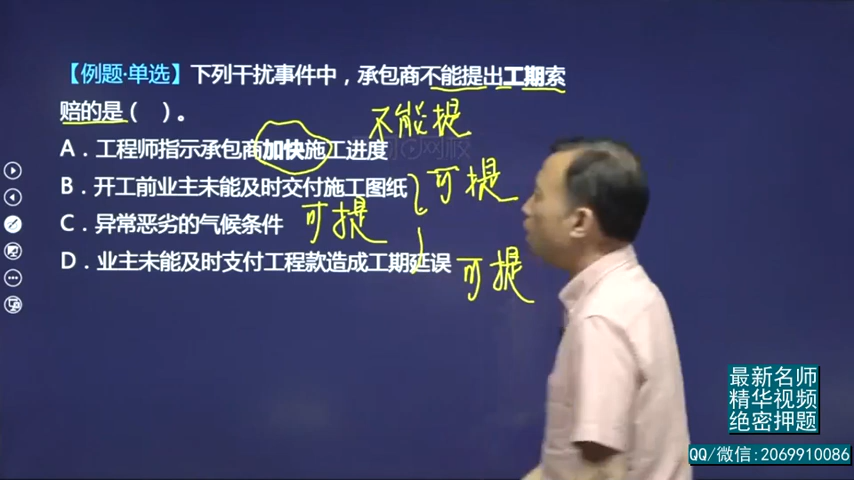 【例题·单选】下列干扰事件中，承包商不能提出工期索
赔的是（　）。
不能提
A．工程师指示承包商加快施工进度
B．开工前业主未能及时交付施工图纸
可提
C．异常恶劣的气候条件
可提
D．业主未能及时支付工程款造成工期延误
可提
最新名师
精华视频
绝密押题
QQ/微信:2069910086